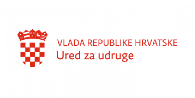 VLADA REPUBLIKE HRVATSKE
Ured za udruge